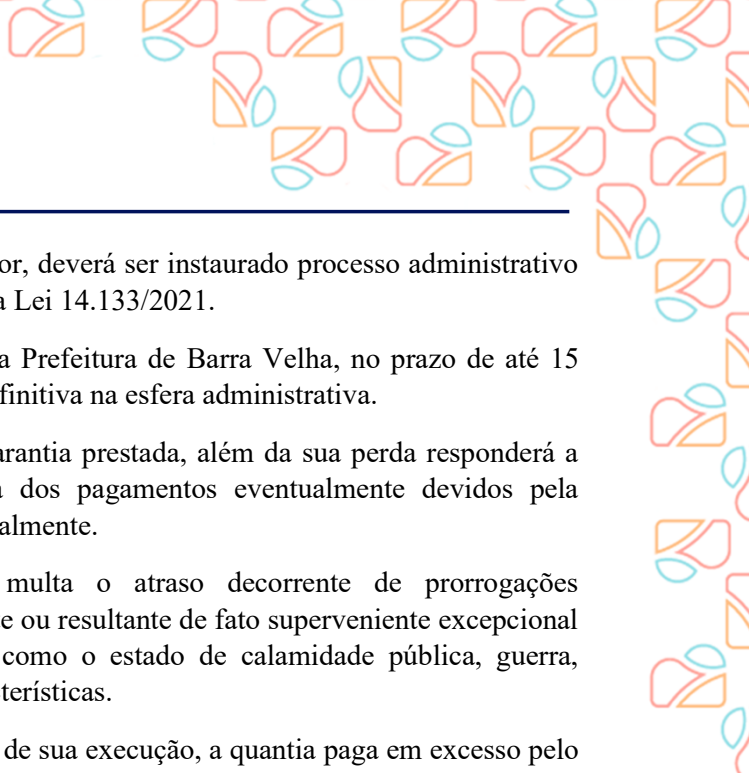 or, deverá ser instaurado processo administrativo
a Lei 14.133/2021.
a Prefeitura de Barra Velha, no prazo de até 15
finitiva na esfera administrativa.
arantia prestada, além da sua perda responderá a
a dos pagamentos eventualmente devidos pela
almente.
multa o atraso decorrente de prorrogações
e ou resultante de fato superveniente excepcional
como o estado de calamidade pública, guerra,
terísticas.
de sua execução, a quantia paga em excesso pelo